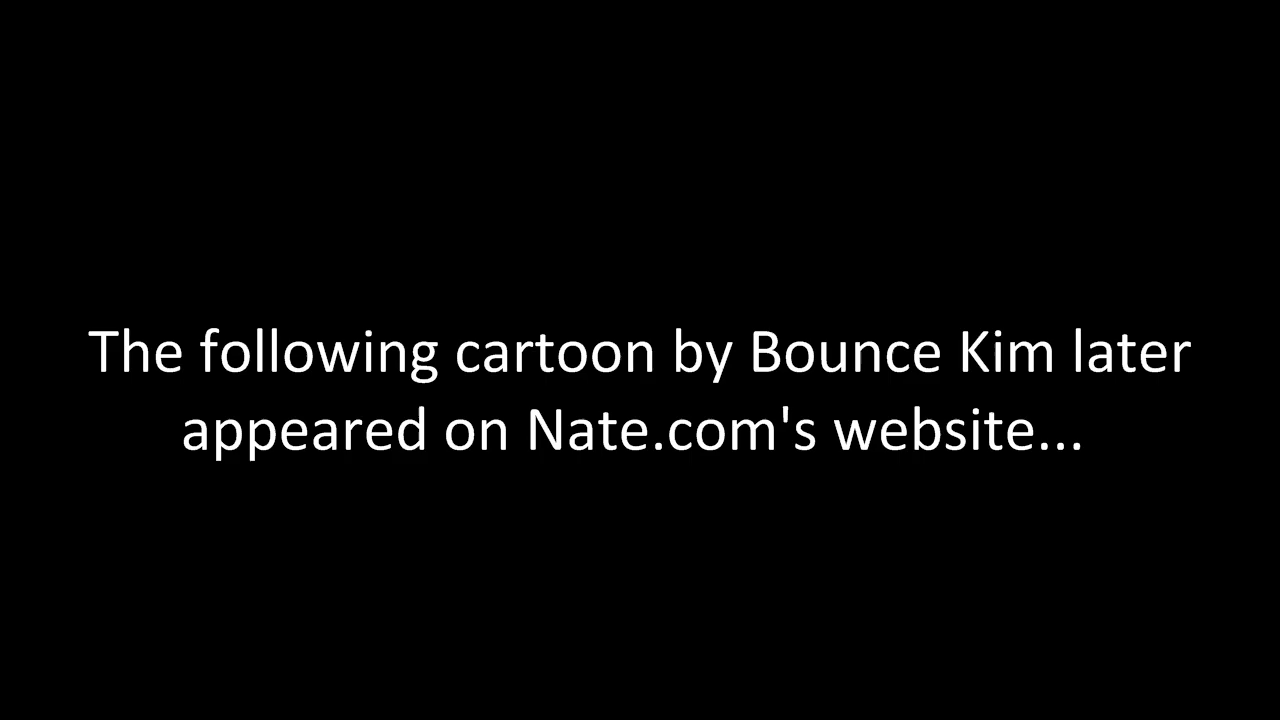 The following cartoon by Bounce Kim later
appeared on Nate.com's website...